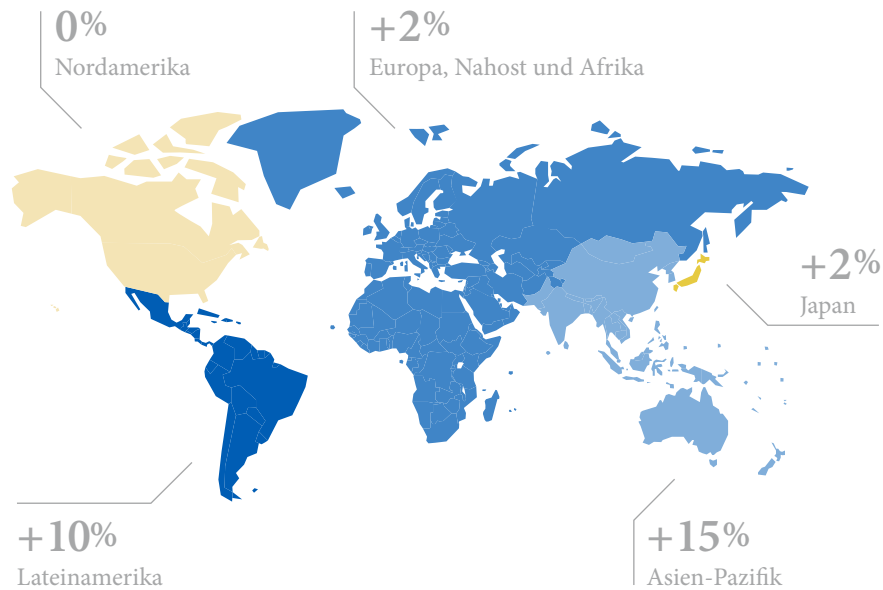 0%
Nordamerika
+2%
Europa, Nahost und Afrika
+2%
Japan
+10%
Lateinamerika
+15%
Asien-Pazifik